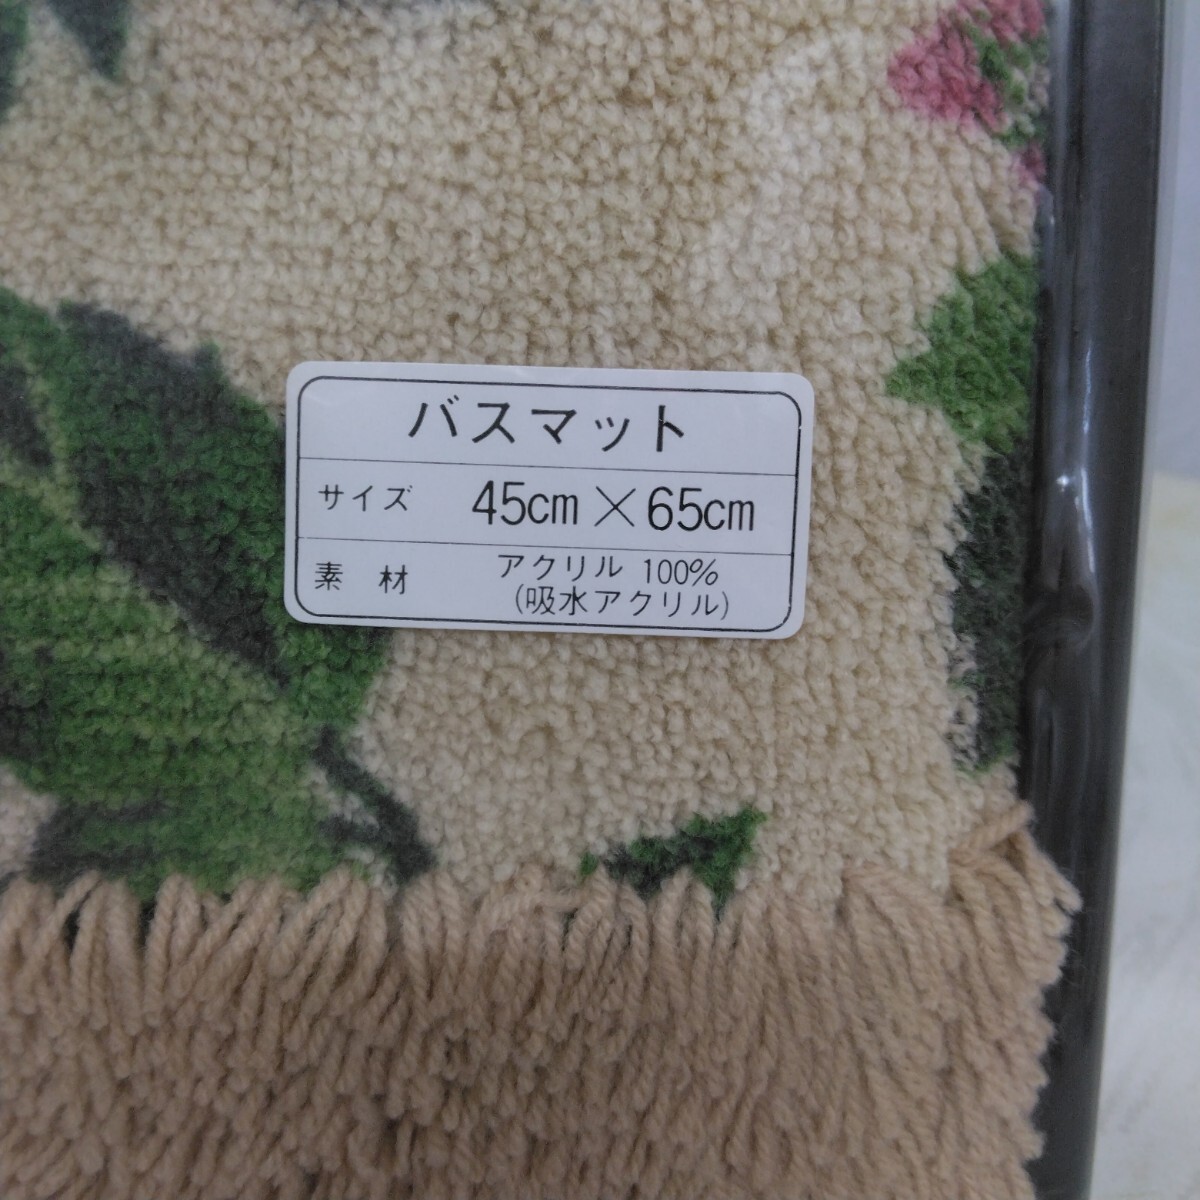 バスマット
サイズ 45cm×65cm
素 材 アクリル 100%
(吸水アクリル)